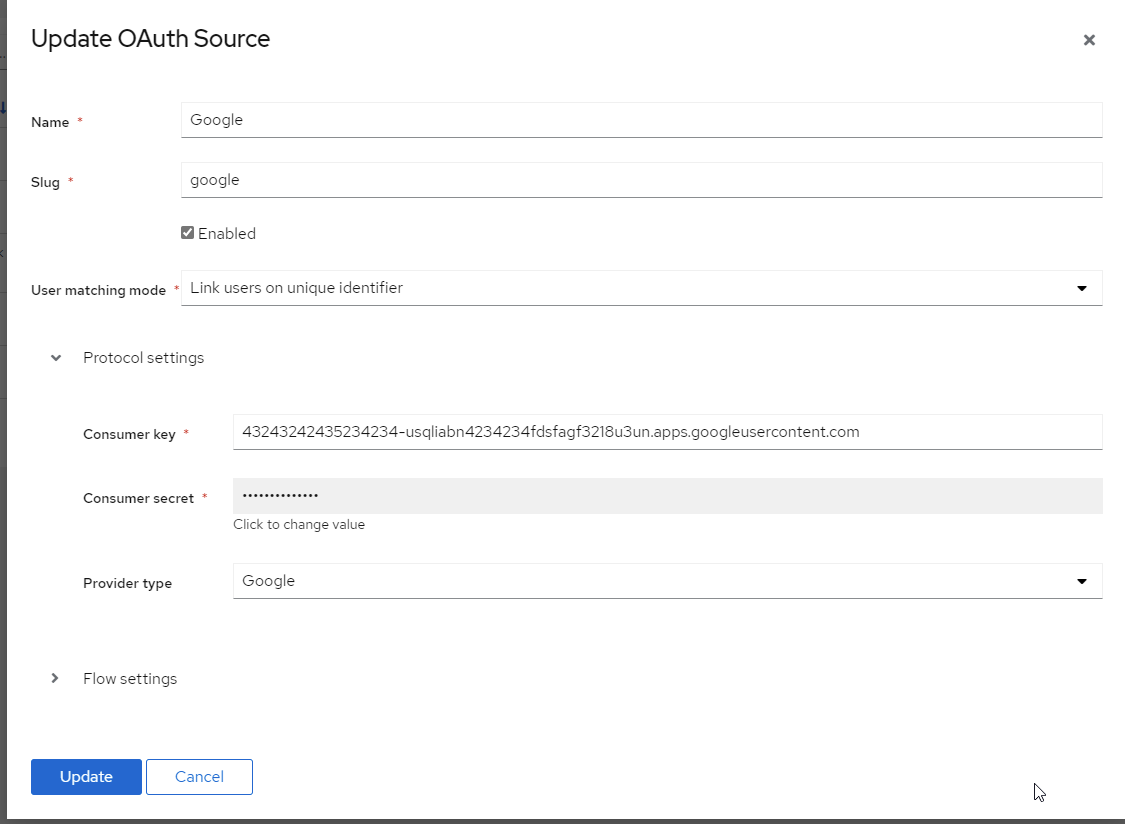 Update OAuth Source
Name *
Google
Slug *
google
Enabled
User matching mode *
Link users on unique identifier
Protocol settings
Consumer key *
43243242435234234-usqliabn4234234fdsfagf3218u3un.apps.googleusercontent.com
Consumer secret *
••••••••••••••
Click to change value
Provider type
Google
Flow settings
Update
Cancel